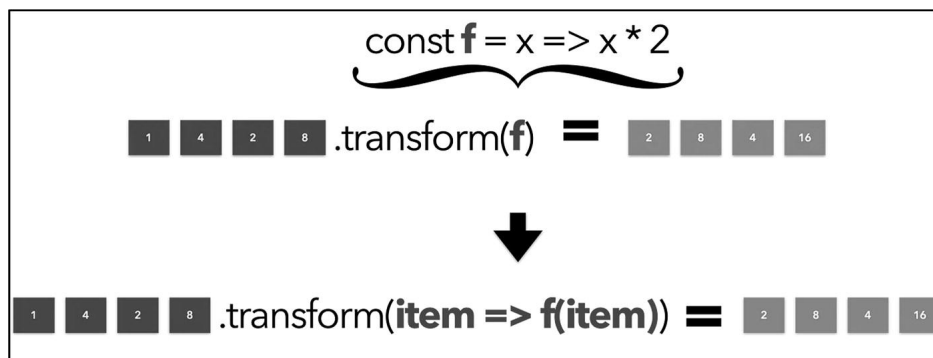 const f = x => x * 2
1 4 2 8 .transform(f) = 2 8 4 16
1 4 2 8 .transform(item => f(item)) = 2 8 4 16